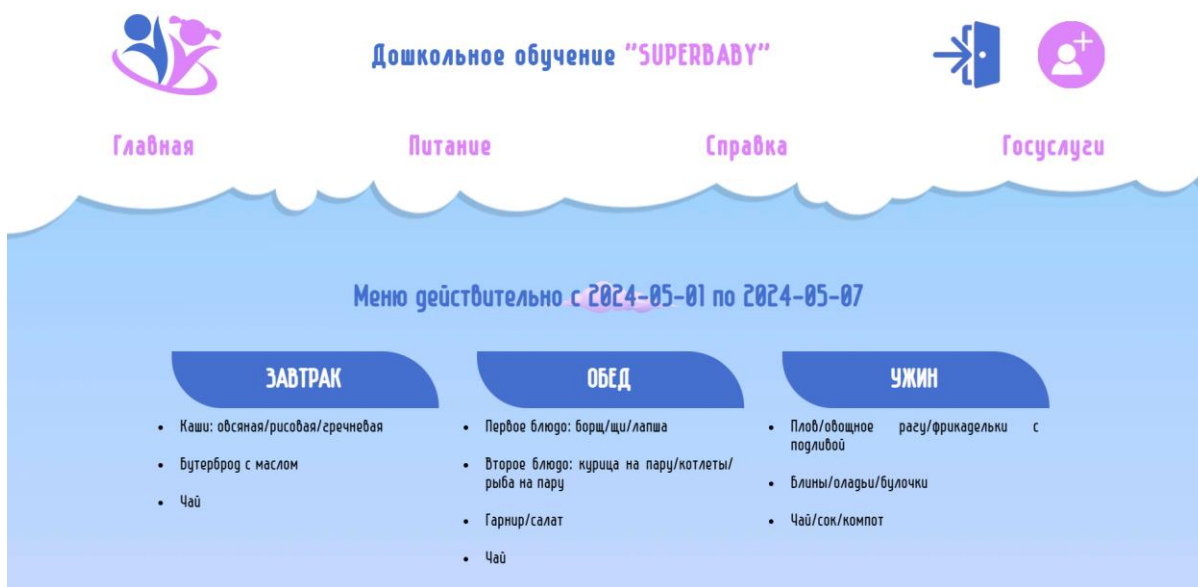 Дошкольное обучение "SUPERBABY"
Главная Питание Справка Госуслуги
Меню действительно с 2024-05-01 по 2024-05-07
ЗАВТРАК
• Каши: овсяная/рисовая/гречневая
• Бутерброд с маслом
• Чай
ОБЕД
• Первое блюдо: борщ/щи/лапша
• Второе блюдо: курица на пару/котлеты/
рыба на пару
• Гарнир/салат
• Чай
УЖИН
• Плов/овощное рагу/фрикадельки с
подливой
• Блины/оладьи/булочки
• Чай/сок/компот